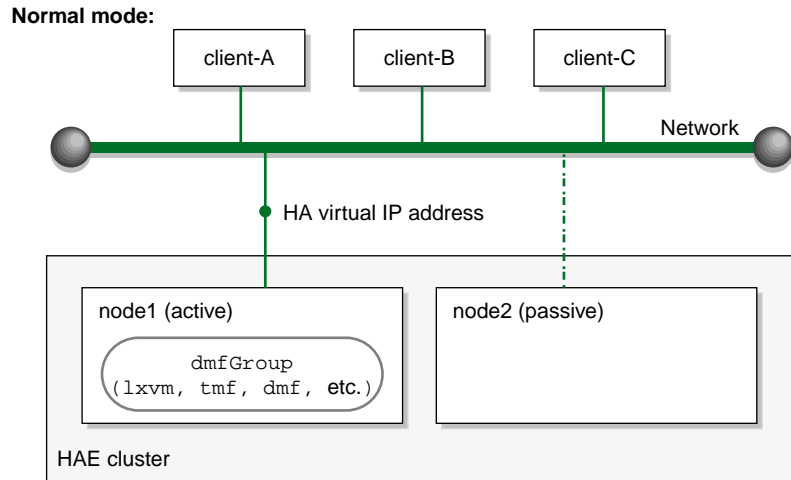 Normal mode:
client-A
client-B
client-C
Network
HA virtual IP address
node1 (active)
node2 (passive)
dmfGroup
(lxvm, tmf, dmf, etc.)
HAE cluster